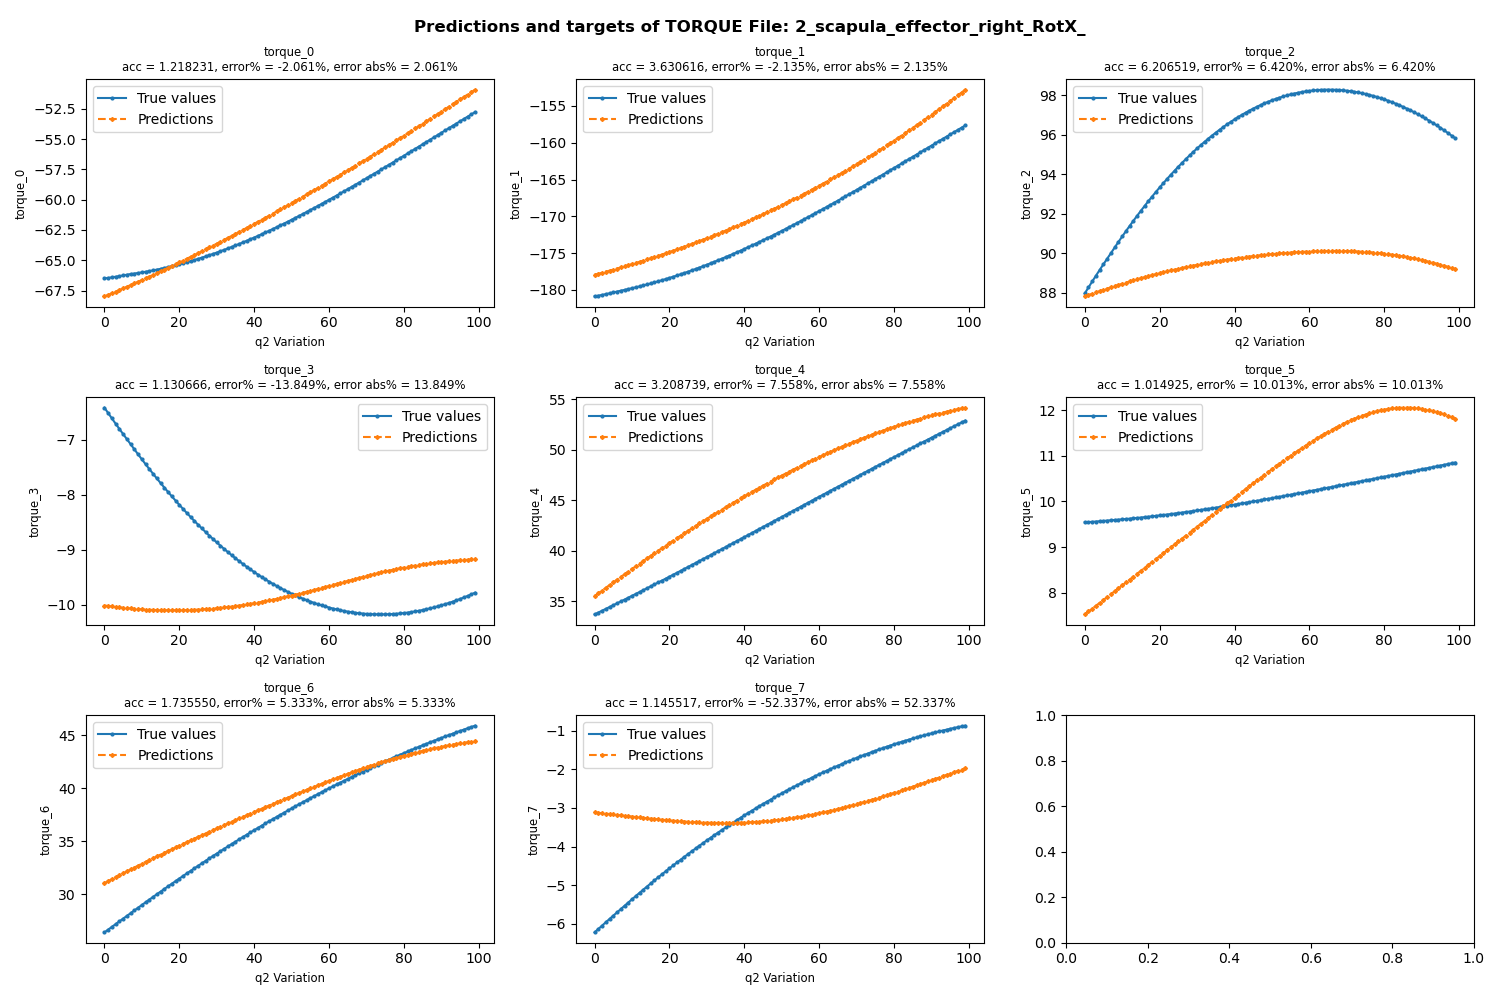 Predictions and targets of TORQUE File: 2_scapula_effector_right_RotX_
torque_0
acc = 1.218231, error% = -2.061%, error abs% = 2.061%
True values
Predictions
torque_0
−52.5
−55.0
−57.5
−60.0
−62.5
−65.0
−67.5
0 20 40 60 80 100
q2 Variation
torque_1
acc = 3.630616, error% = -2.135%, error abs% = 2.135%
True values
Predictions
torque_1
−155
−160
−165
−170
−175
−180
0 20 40 60 80 100
q2 Variation
torque_2
acc = 6.206519, error% = 6.420%, error abs% = 6.420%
True values
Predictions
torque_2
98
96
94
92
90
88
0 20 40 60 80 100
q2 Variation
torque_3
acc = 1.130666, error% = -13.849%, error abs% = 13.849%
True values
Predictions
torque_3
−7
−8
−9
−10
0 20 40 60 80 100
q2 Variation
torque_4
acc = 3.208739, error% = 7.558%, error abs% = 7.558%
True values
Predictions
torque_4
55
50
45
40
35
0 20 40 60 80 100
q2 Variation
torque_5
acc = 1.014925, error% = 10.013%, error abs% = 10.013%
True values
Predictions
torque_5
12
11
10
9
8
0 20 40 60 80 100
q2 Variation
torque_6
acc = 1.735550, error% = 5.333%, error abs% = 5.333%
True values
Predictions
torque_6
45
40
35
30
0 20 40 60 80 100
q2 Variation
torque_7
acc = 1.145517, error% = -52.337%, error abs% = 52.337%
True values
Predictions
torque_7
−1
−2
−3
−4
−5
−6
0 20 40 60 80 100
q2 Variation
1.0
0.8
0.6
0.4
0.2
0.0
0.0 0.2 0.4 0.6 0.8 1.0